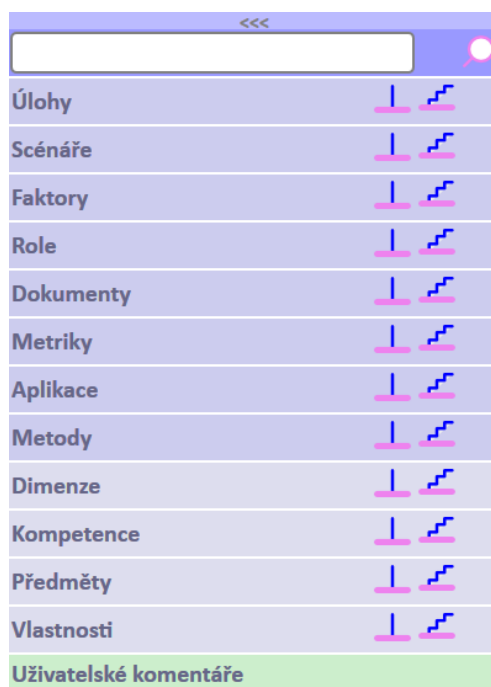 <<<
Úlohy
Scénáře
Faktory
Role
Dokumenty
Metriky
Aplikace
Metody
Dimenze
Kompetence
Předměty
Vlastnosti
Uživatelské komentáře